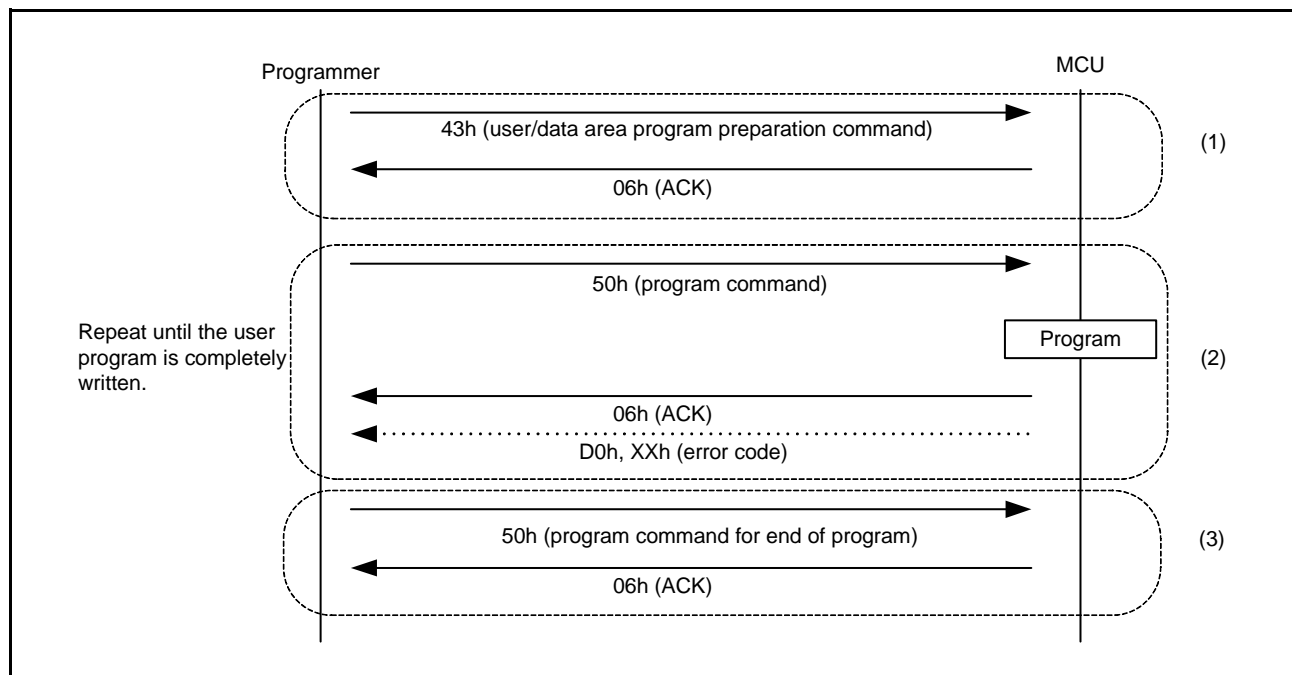 Programmer
MCU
43h (user/data area program preparation command)
(1)
06h (ACK)
50h (program command)
Repeat until the user
program is completely
written.
Program
(2)
06h (ACK)
D0h, XXh (error code)
50h (program command for end of program)
(3)
06h (ACK)